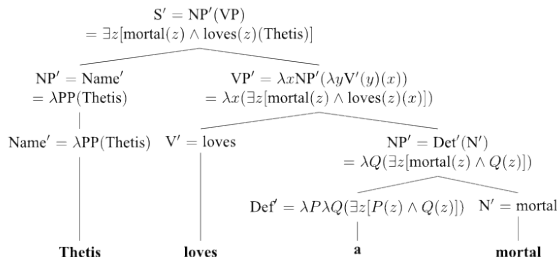 S′ = NP′(VP)
= ∃z[mortal(z) ∧ loves(z)(Thetis)]
NP′ = Name′
= λPP(Thetis)
VP′ = λxNP′(λyV′(y)(x))
= λx(∃z[mortal(z) ∧ loves(z)(x)])
Name′ = λPP(Thetis)
V′ = loves
NP′ = Det′(N′)
= λQ(∃z[mortal(z) ∧ Q(z)])
Def′ = λPλQ(∃z[P(z) ∧ Q(z)])
N′ = mortal
Thetis loves a mortal